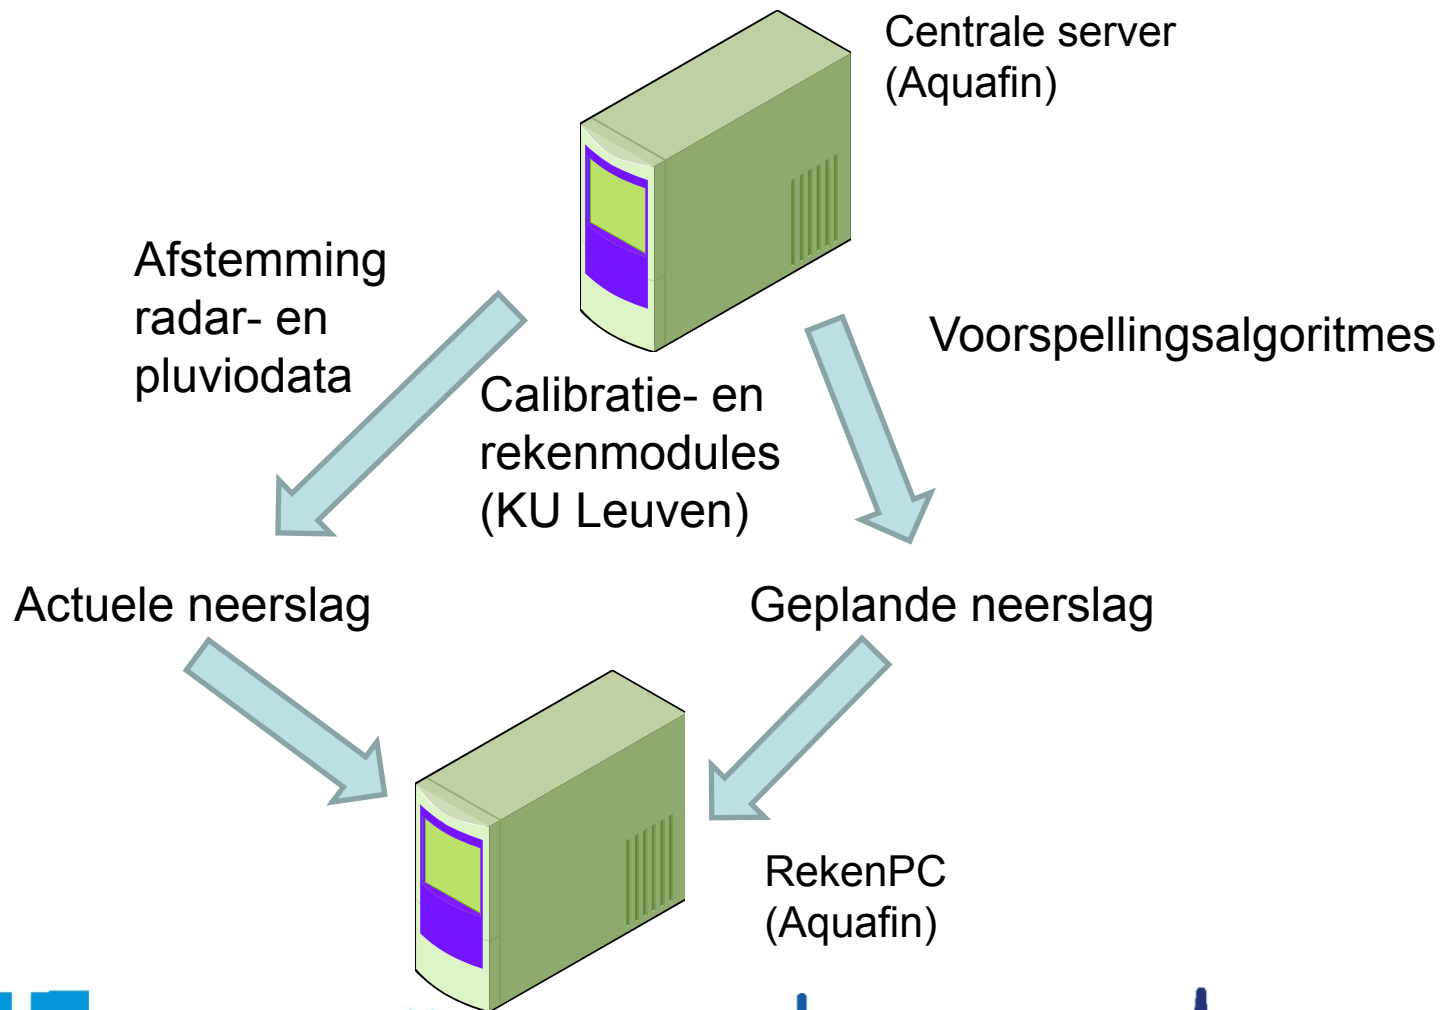 Centrale server
(Aquafin)
Afstemming
radar- en
pluviodata
Voorspellingsalgoritmes
Calibratie- en
rekenmodules
(KU Leuven)
Actuele neerslag
Geplande neerslag
RekenPC
(Aquafin)